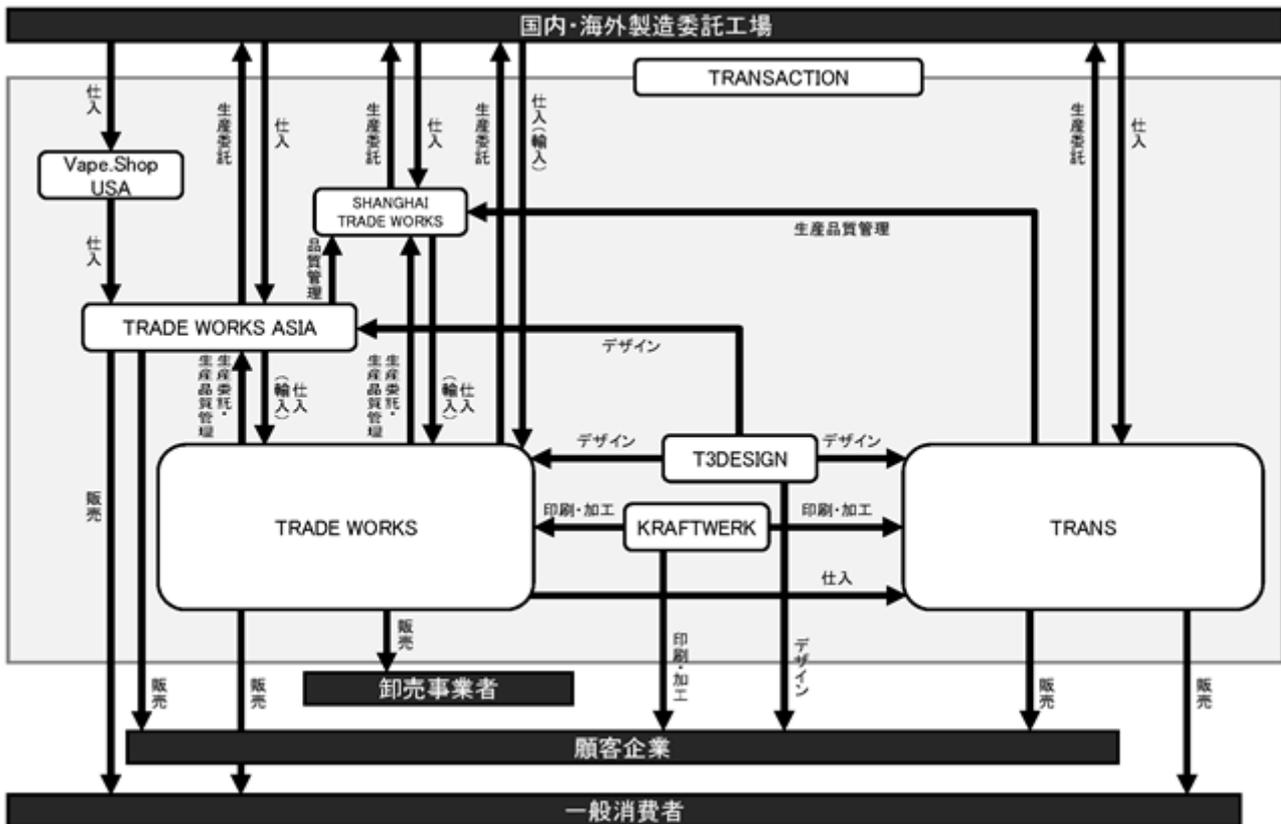 国内・海外製造委託工場
TRANSACTION
仕入
生産委託
仕入
生産委託
仕入
生産委託
仕入(輸入)
生産委託
仕入
Vape.Shop
USA
SHANGHAI
TRADE WORKS
生産品質管理
仕入
品質管理
TRADE WORKS ASIA
デザイン
生産委託・
生産品質管理
仕入
(輸入)
生産委託・
生産品質管理
仕入
(輸入)
デザイン
T3DESIGN
デザイン
販売
TRADE WORKS
印刷・加工
KRAFTWERK
印刷・加工
TRANS
仕入
販売
印刷・加工
デザイン
販売
販売
販売
販売
卸売事業者
顧客企業
一般消費者